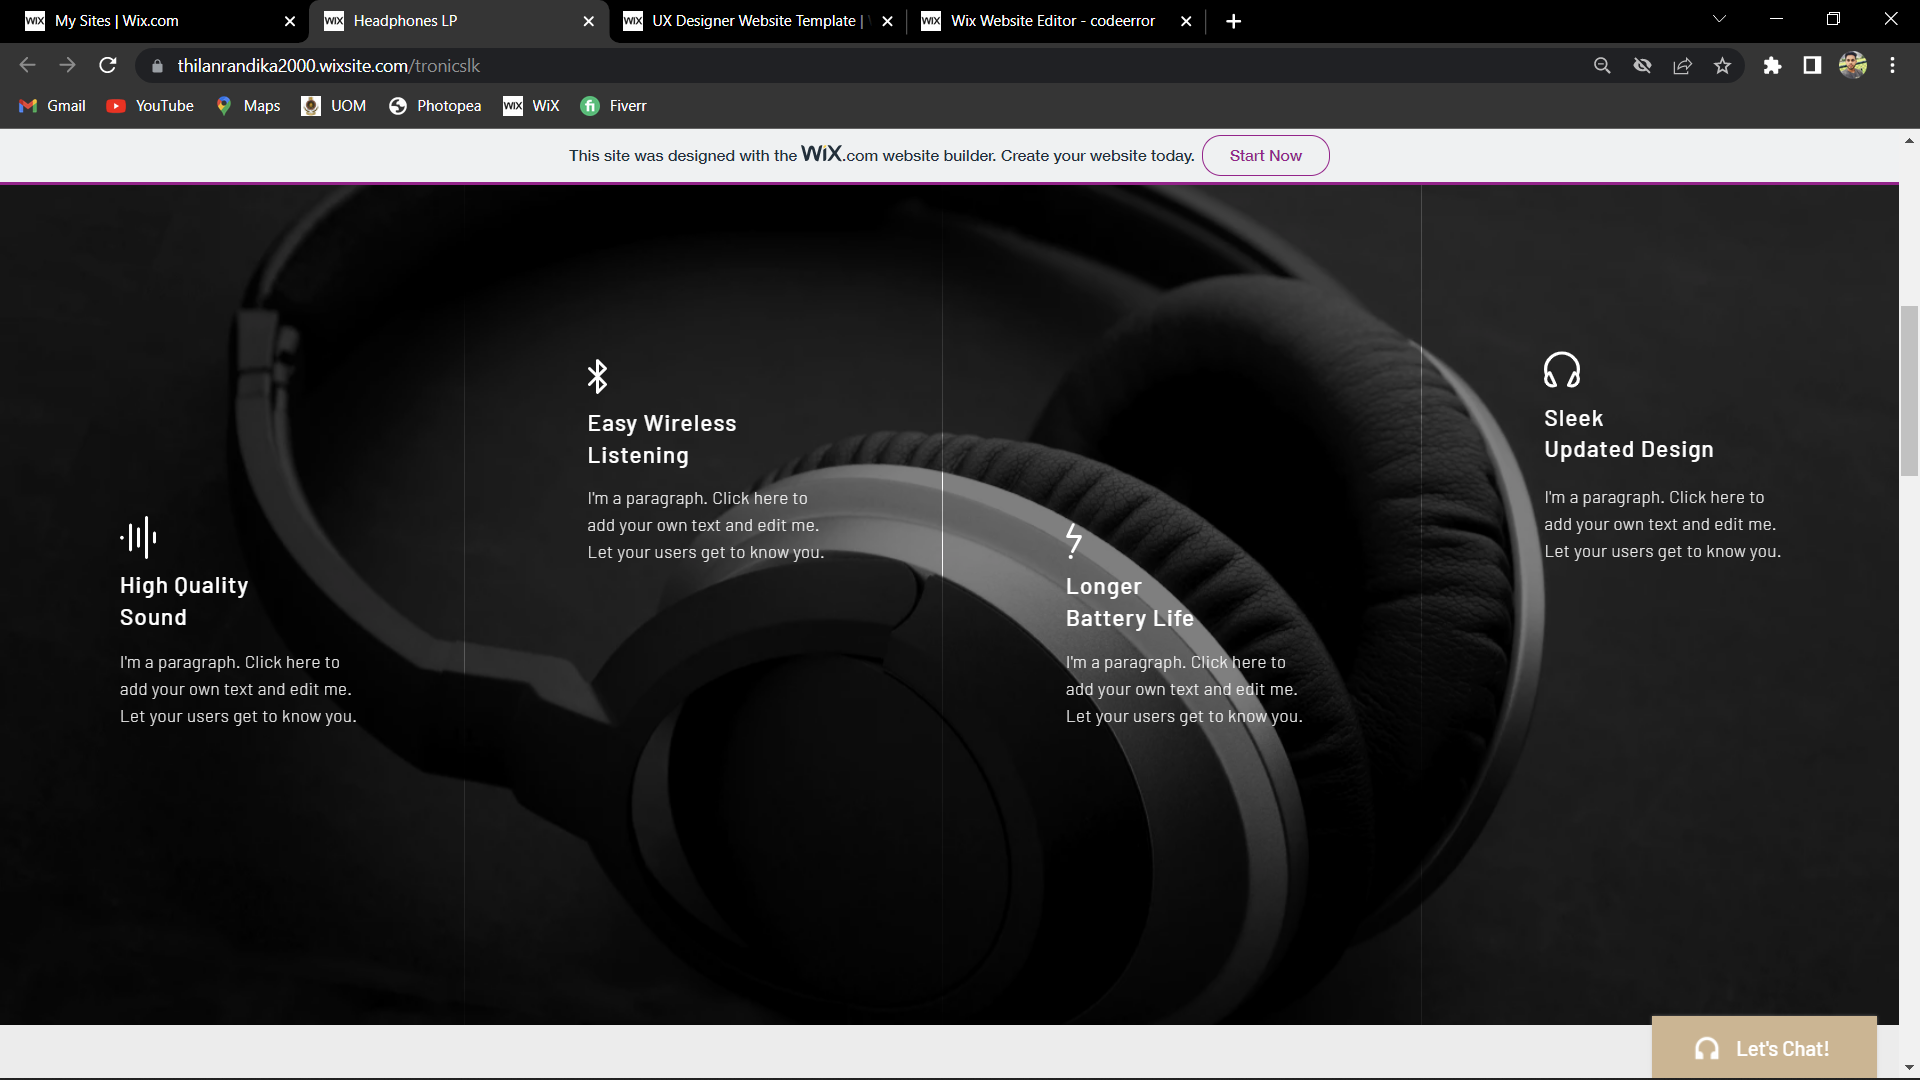 WiX My Sites | Wix.com
WiX Headphones LP
WiX UX Designer Website Template |
WiX Wix Website Editor - codeerror
thilanrandika2000.wixsite.com/tronicslk
Gmail
YouTube
Maps
UOM
Photopea
WiX WiX
fi Fiverr
This site was designed with the WiX.com website builder. Create your website today.
Start Now
High Quality
Sound
I'm a paragraph. Click here to
add your own text and edit me.
Let your users get to know you.
Easy Wireless
Listening
I'm a paragraph. Click here to
add your own text and edit me.
Let your users get to know you.
Longer
Battery Life
I'm a paragraph. Click here to
add your own text and edit me.
Let your users get to know you.
Sleek
Updated Design
I'm a paragraph. Click here to
add your own text and edit me.
Let your users get to know you.
Let's Chat!